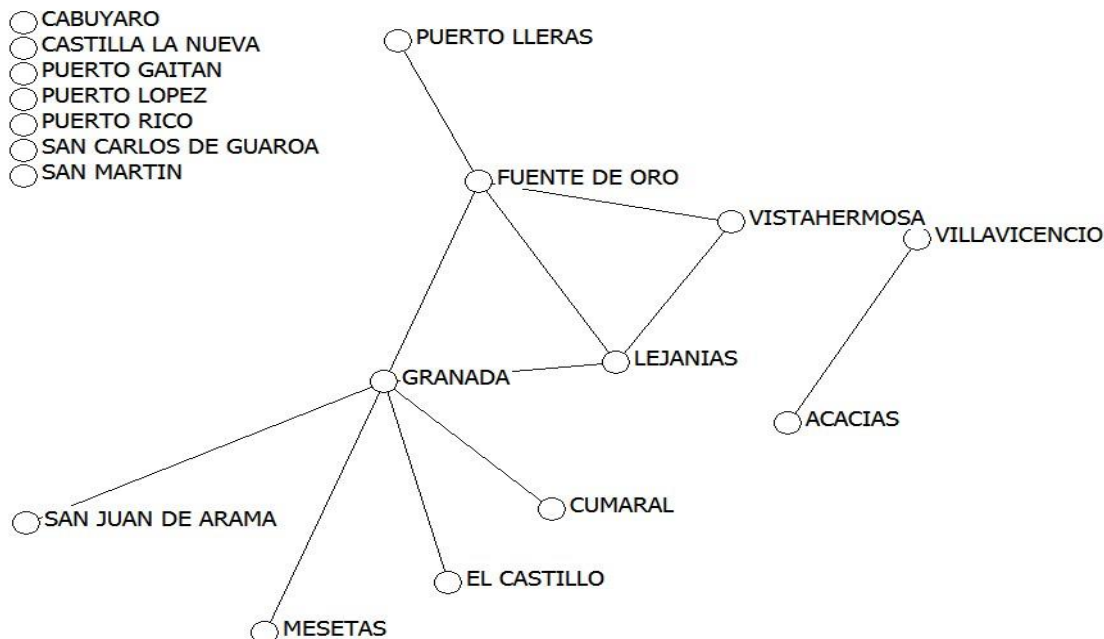 CABUYARO
CASTILLA LA NUEVA
PUERTO GAITAN
PUERTO LOPEZ
PUERTO RICO
SAN CARLOS DE GUAROA
SAN MARTIN
PUERTO LLERAS
FUENTE DE ORO
VISTAHERMOSA
VILLAVICENCIO
LEJANIAS
GRANADA
ACACIAS
CUMARAL
SAN JUAN DE ARAMA
EL CASTILLO
MESETAS